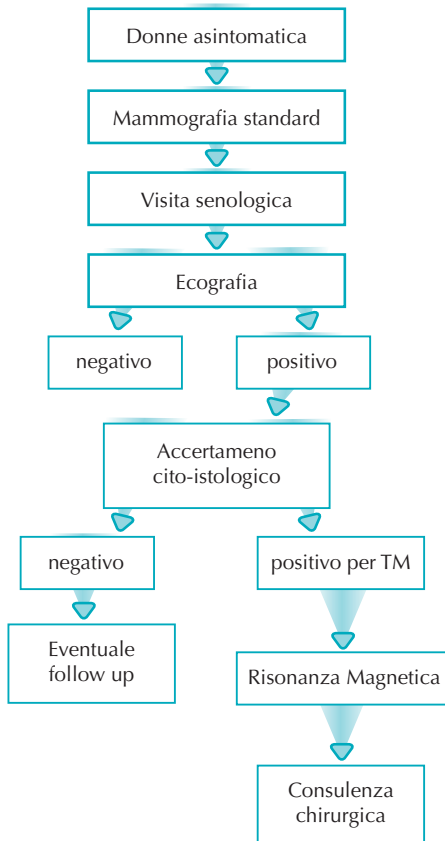 Donne asintomatica
Mammografia standard
Visita senologica
Ecografia
negativo
positivo
Accertameno
cito-istologico
negativo
positivo per TM
Eventuale
follow up
Risonanza Magnetica
Consulenza
chirurgica